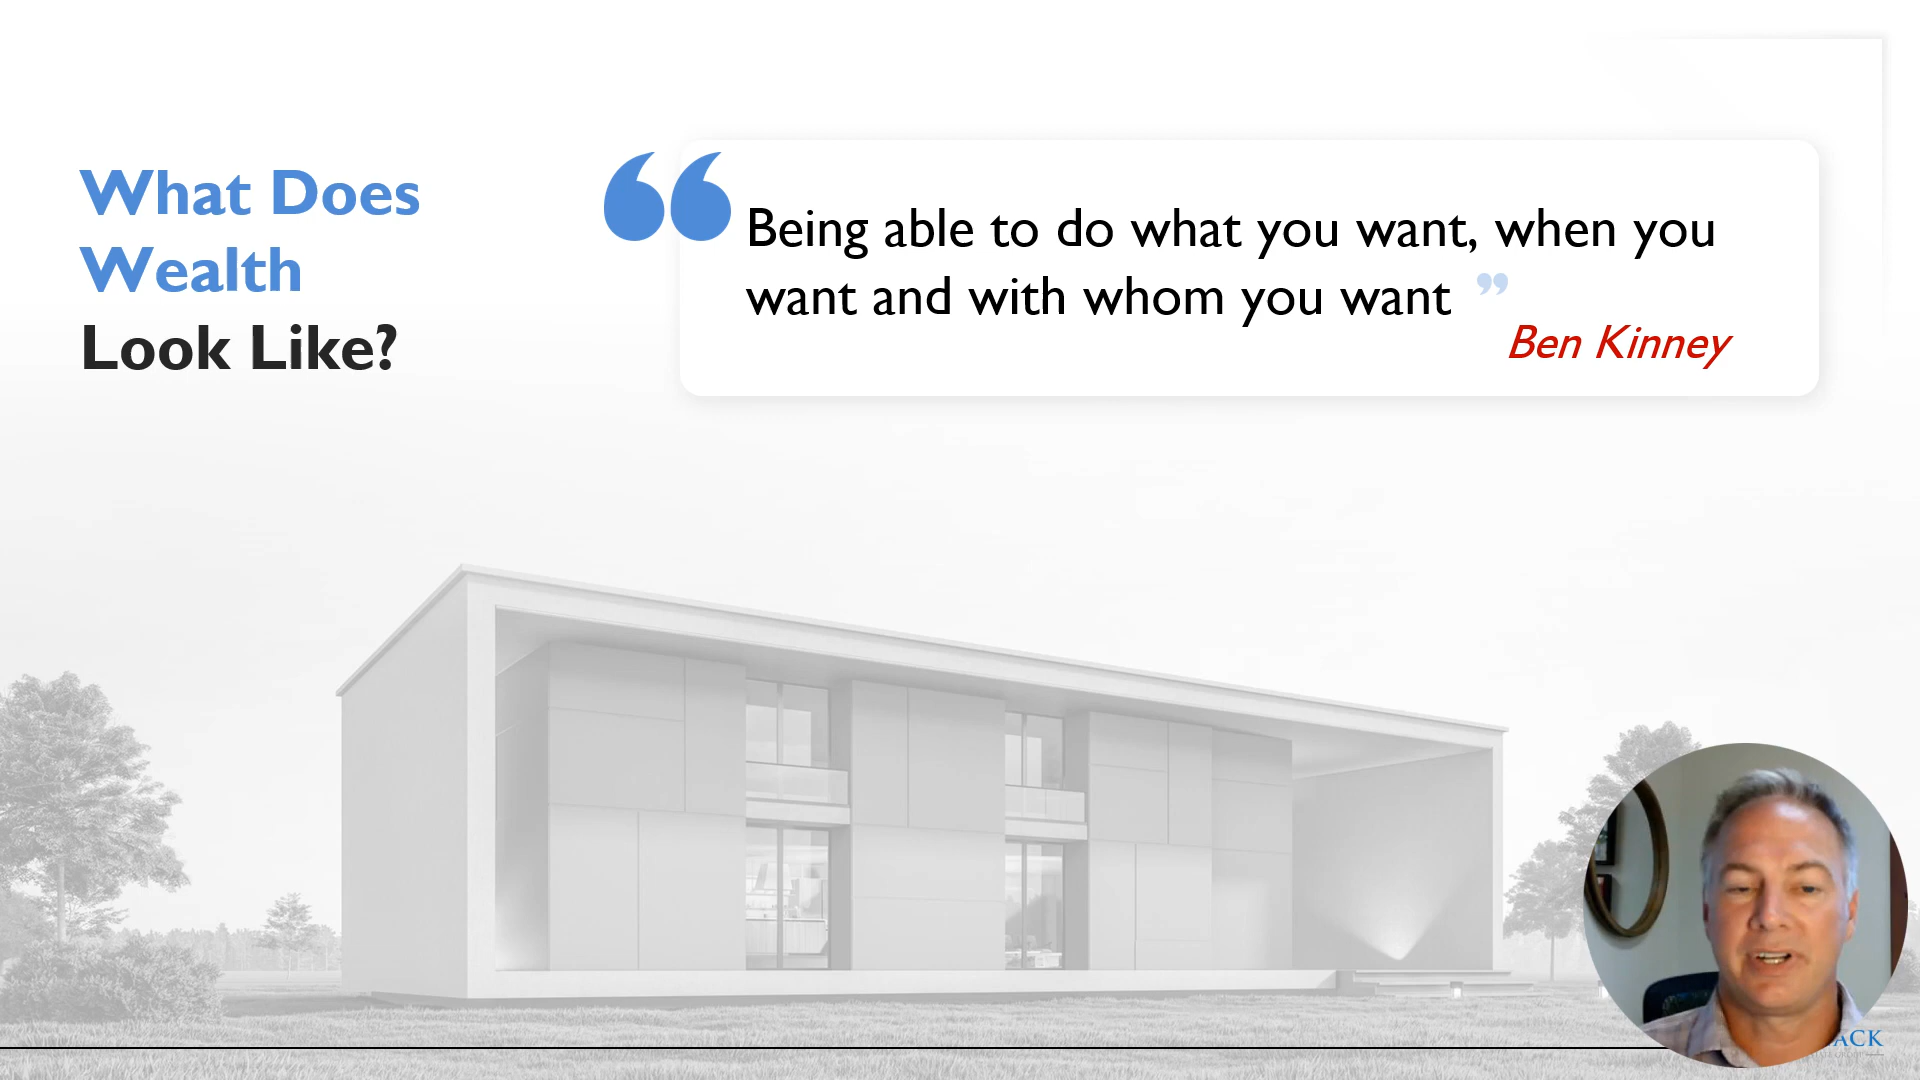 What Does
Wealth
Look Like?
“ Being able to do what you want, when you
want and with whom you want ”
Ben Kinney
ACK